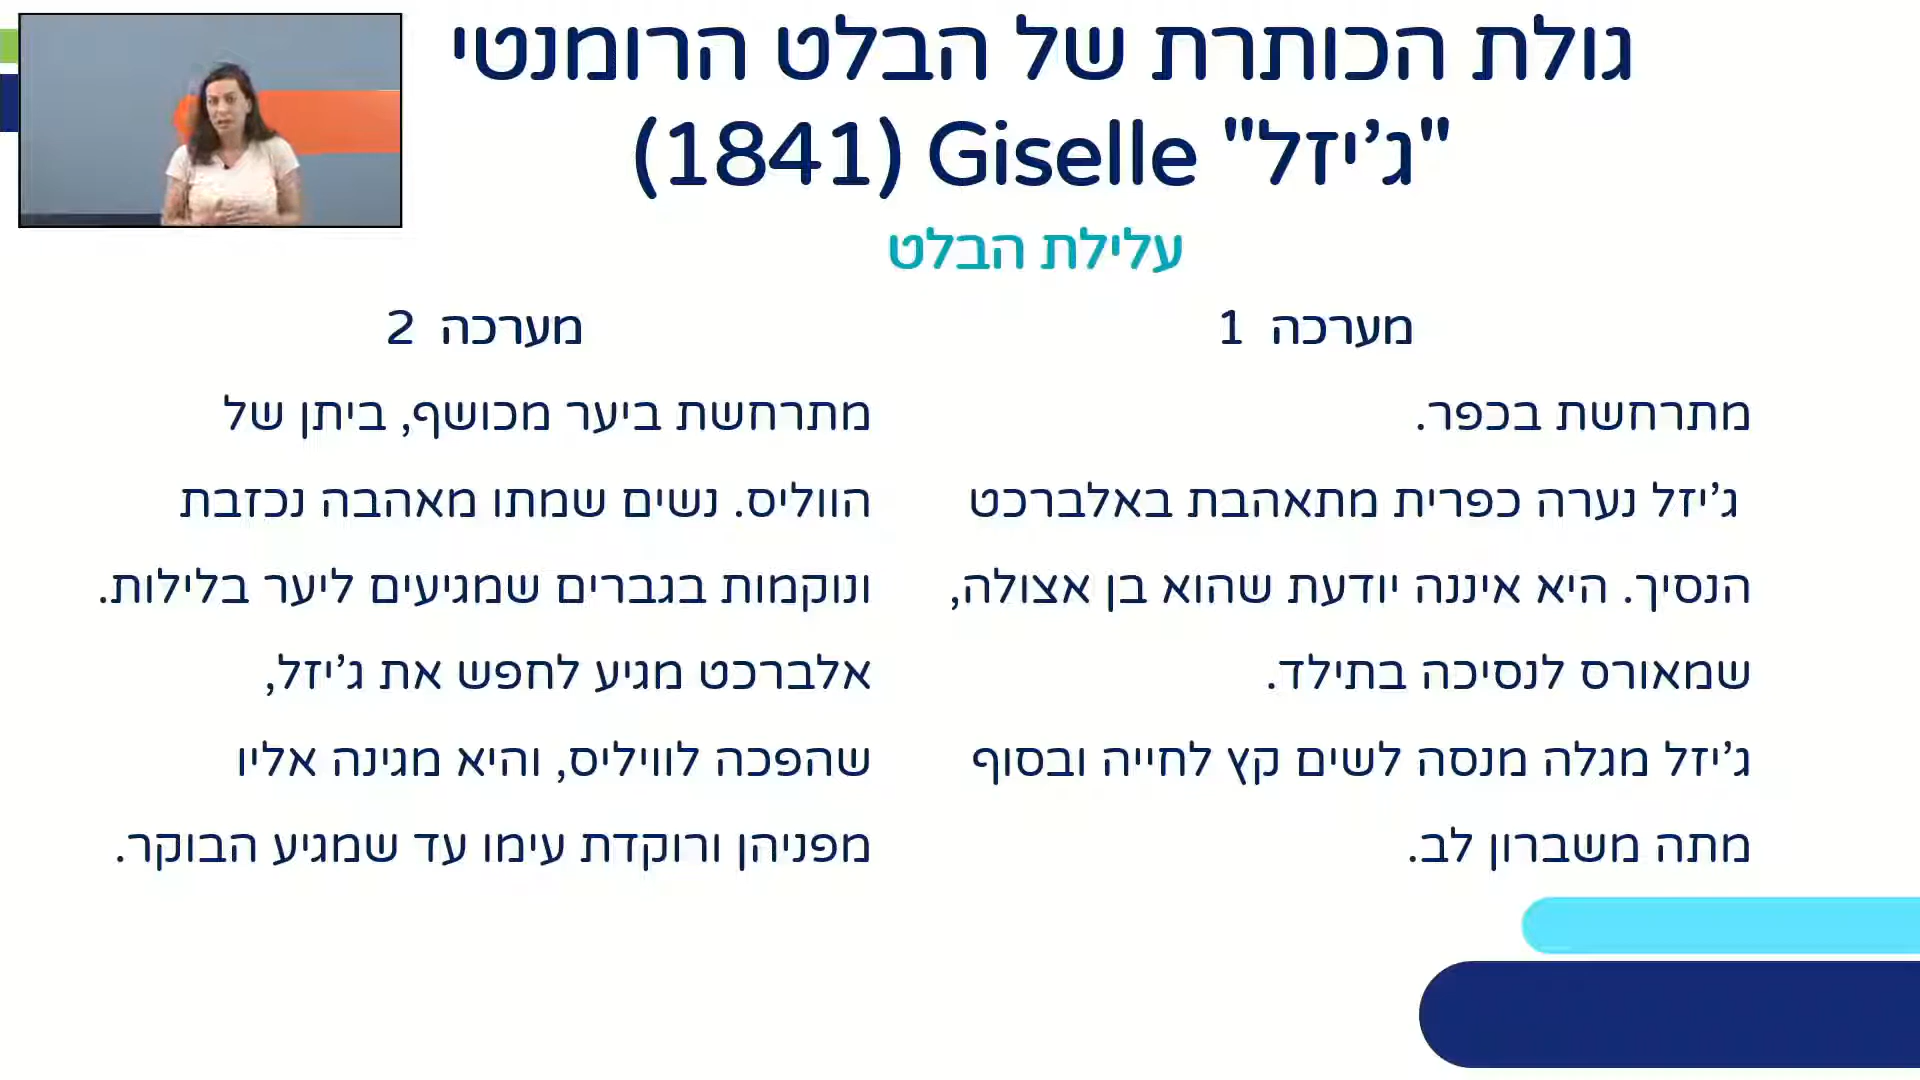 גולת הכותרת של הבלט הרומנטי
"ג'יזל" Giselle (1841)
עלילת הבלט
מערכה 1
מתרחשת בכפר.
ג'יזל נערה כפרית מתאהבת באלברכט
הנסיך. היא איננה יודעת שהוא בן אצולה,
שמאורס לנסיכה בתילד.
ג'יזל מגלה מנסה לשים קץ לחייה ובסוף
מתה משברון לב.
מערכה 2
מתרחשת ביער מכושף, ביתן של
הווליס. נשים שמתו מאהבה נכזבת
ונוקמות בגברים שמגיעים ליער בלילות.
אלברכט מגיע לחפש את ג'יזל,
שהפכה לוויליס, והיא מגינה אליו
מפניהן ורוקדת עימו עד שמגיע הבוקר.